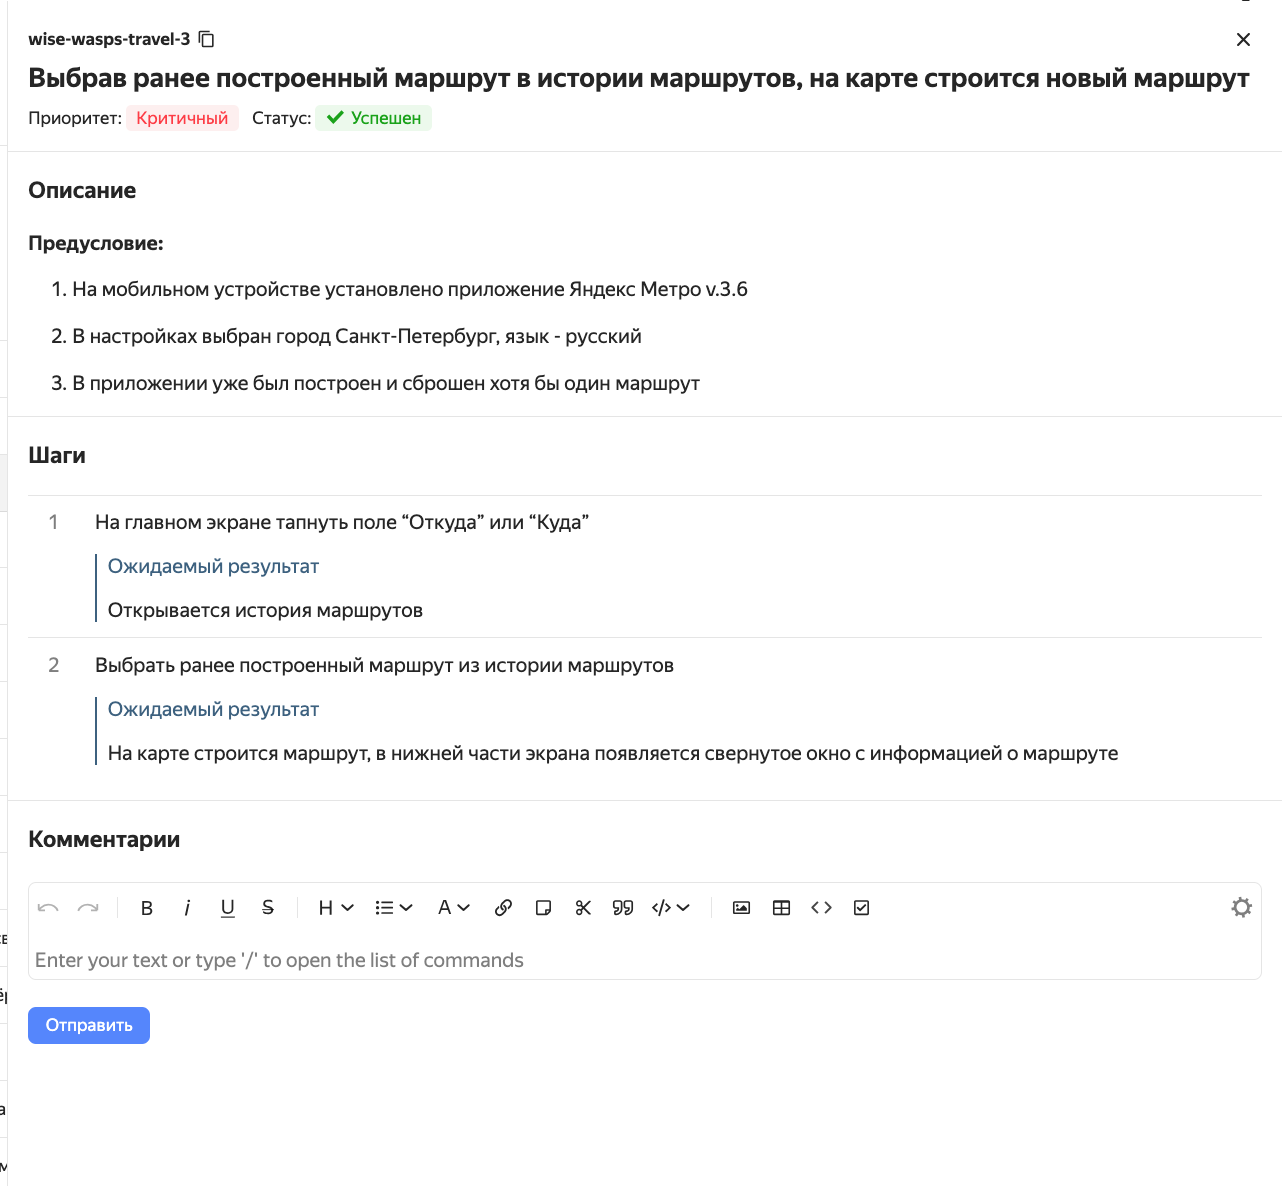 wise-wasps-travel-3
Выбрав ранее построенный маршрут в истории маршрутов, на карте строится новый маршрут
Приоритет: Критичный Статус: Успешен
Описание
Предусловие:
1. На мобильном устройстве установлено приложение Яндекс Метро v.3.6
2. В настройках выбран город Санкт-Петербург, язык - русский
3. В приложении уже был построен и сброшен хотя бы один маршрут
Шаги
1 На главном экране тапнуть поле “Откуда” или “Куда”
Ожидаемый результат
Открывается история маршрутов
2 Выбрать ранее построенный маршрут из истории маршрутов
Ожидаемый результат
На карте строится маршрут, в нижней части экрана появляется свернутое окно с информацией о маршруте
Комментарии
B i U S H A
Enter your text or type '/' to open the list of commands
Отправить